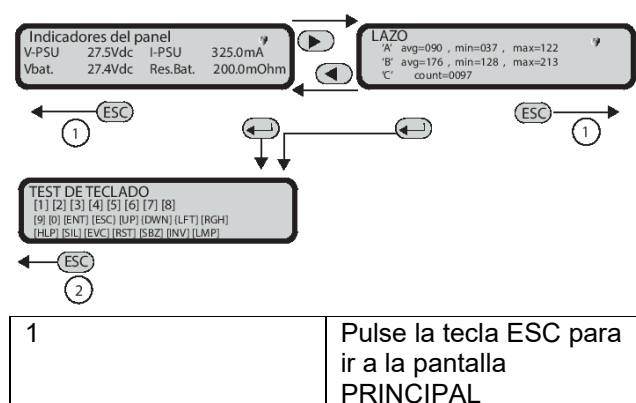 Indicadores del panel
V-PSU 27.5Vdc I-PSU 325.0mA
Vbat. 27.4Vdc Res.Bat. 200.0mOhm
LAZO
'A' avg=090 , min=037 , max=122
'B' avg=176 , min=128 , max=213
'C' count=0097
ESC
1
ESC
1
TEST DE TECLADO
[1] [2] [3] [4] [5] [6] [7] [8]
[9] [0] [ENT] [ESC] [UP] [DWN] [LFT] [RGH]
[HLP] [SIL] [EVC] [RST] [SBZ] [INV] [LMP]
ESC
2
1 Pulse la tecla ESC para
ir a la pantalla
PRINCIPAL